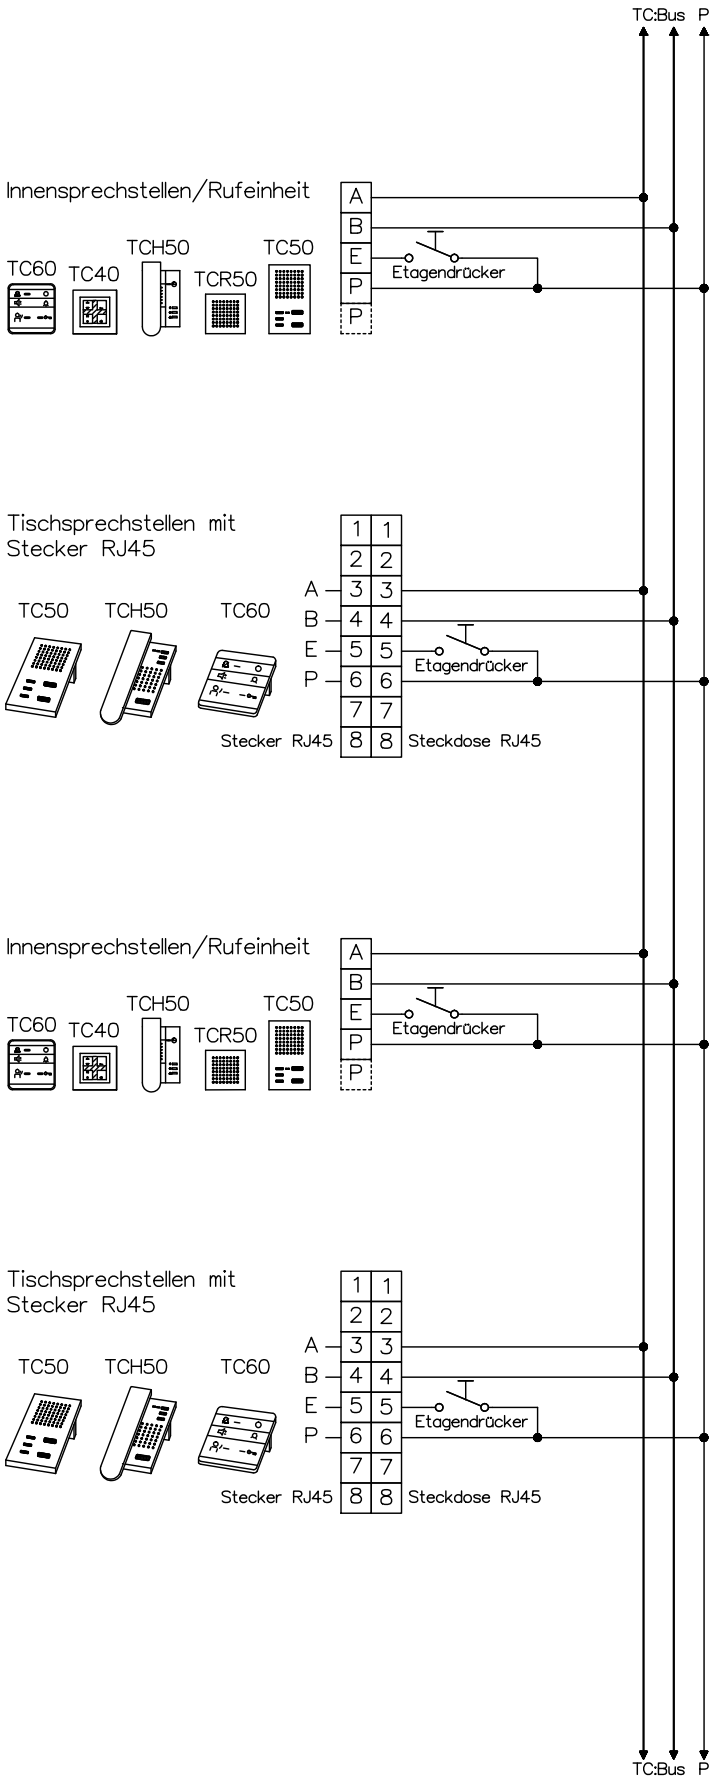 TC:Bus P
Innensprechstellen/Rufeinheit
A
B
E
P
P
Etagendrücker
TC60
TC40
TCH50
TCR50
TC50
Tischsprechstellen mit
Stecker RJ45
TC50
TCH50
TC60
1 1
2 2
A 3 3
B 4 4
E 5 5
Etagendrücker
P 6 6
7 7
Stecker RJ45 8 8 Steckdose RJ45
Innensprechstellen/Rufeinheit
A
B
E
P
P
Etagendrücker
TC60
TC40
TCH50
TCR50
TC50
Tischsprechstellen mit
Stecker RJ45
TC50
TCH50
TC60
1 1
2 2
A 3 3
B 4 4
E 5 5
Etagendrücker
P 6 6
7 7
Stecker RJ45 8 8 Steckdose RJ45
TC:Bus P